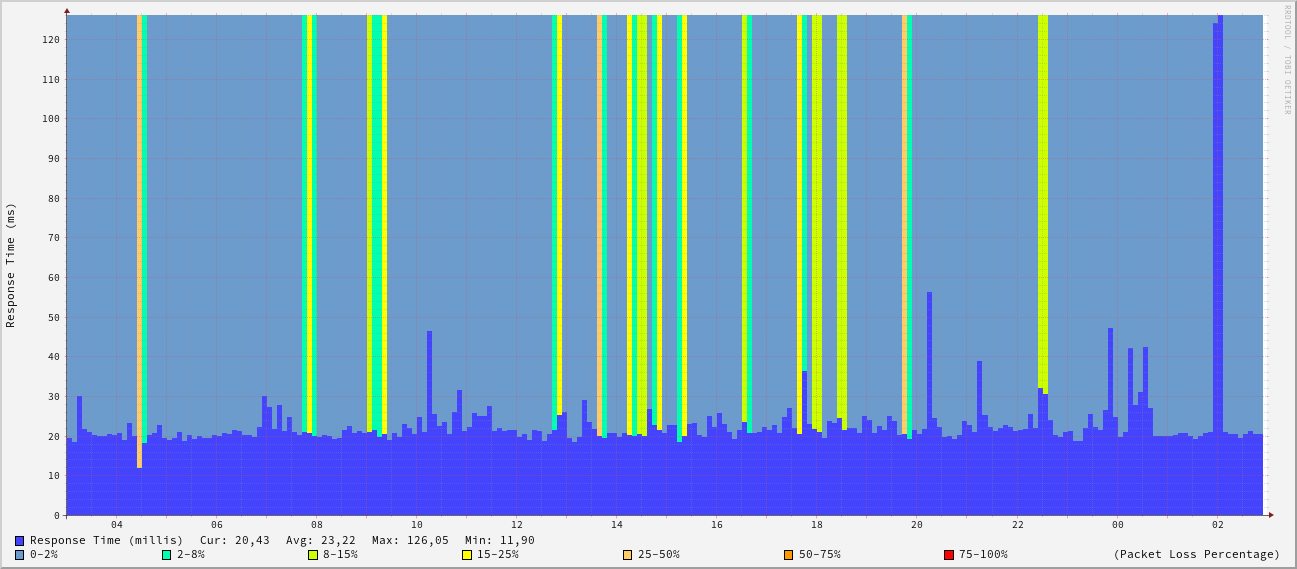 RRDTOOL / TOBI OETIKER
Response Time (ms)
120
110
100
90
80
70
60
50
40
30
20
10
0
04 06 08 10 12 14 16 18 20 22 00 02
Response Time (millis) Cur: 20,43 Avg: 23,22 Max: 126,05 Min: 11,90
0-2% 2-8% 8-15% 15-25% 25-50% 50-75% 75-100% (Packet Loss Percentage)